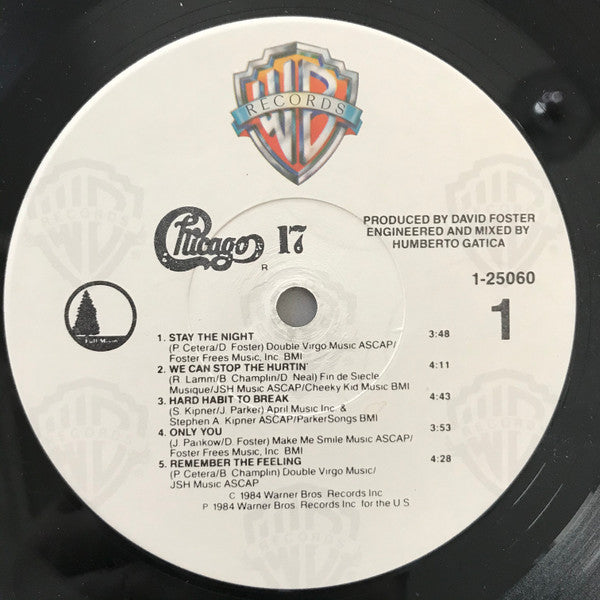 WB
RECORDS
Chicago 17
R
PRODUCED BY DAVID FOSTER
ENGINEERED AND MIXED BY
HUMBERTO GATICA
1-25060
1
Full Moon
1. STAY THE NIGHT 3:48
(P. Cetera/D. Foster) Double Virgo Music ASCAP/
Foster Frees Music, Inc. BMI
2. WE CAN STOP THE HURTIN' 4:11
(R. Lamm/B. Champlin/D. Neal) Fin de Siecle
Musique/JSH Music ASCAP/Cheeky Kid Music BMI
3. HARD HABIT TO BREAK 4:43
(S. Kipner/J. Parker) April Music Inc. &
Stephen A. Kipner ASCAP/ParkerSongs BMI
4. ONLY YOU 3:53
(J. Pankow/D. Foster) Make Me Smile Music ASCAP/
Foster Frees Music, Inc. BMI
5. REMEMBER THE FEELING 4:28
(P. Cetera/B. Champlin) Double Virgo Music/
JSH Music ASCAP
C 1984 Warner Bros. Records Inc
P 1984 Warner Bros. Records Inc. for the U.S.
WB
RECORDS
WB
RECORDS